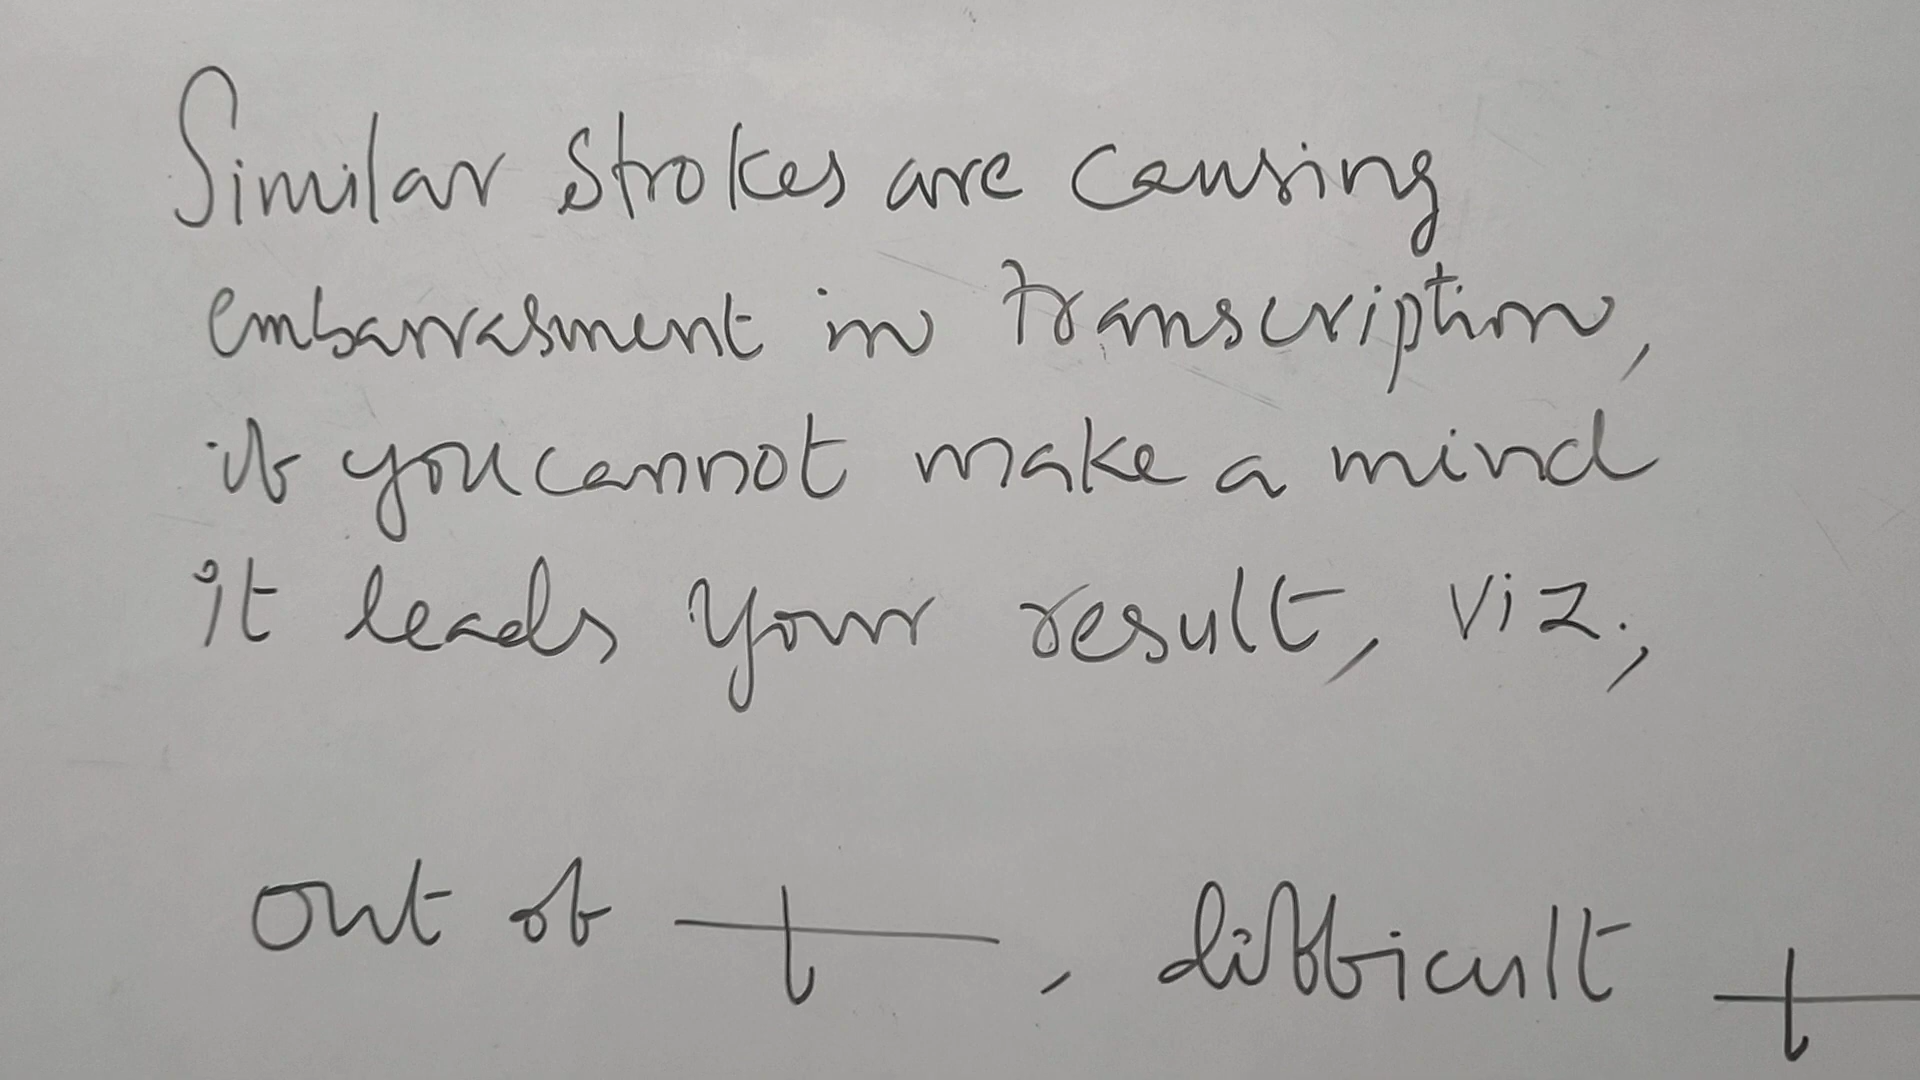 Similar strokes are causing
embarrasment in transcription,
if you cannot make a mind
it leads your result, viz.,
out of , difficult